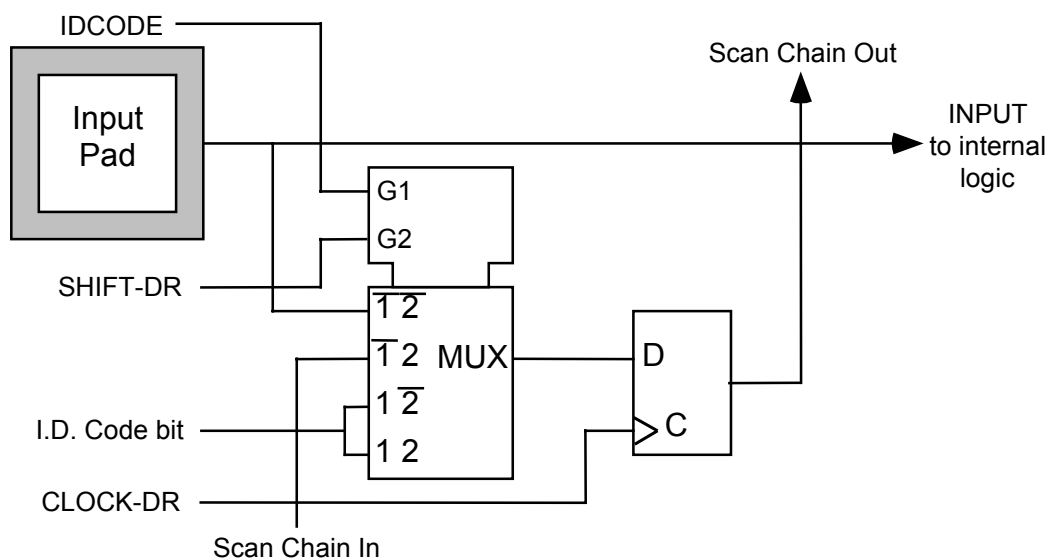 IDCODE
Input
Pad
Scan Chain Out
INPUT
to internal
logic
G1
G2
SHIFT-DR
1̅ 2̅
1̅ 2
MUX
1 2̅
1 2
D
C
I.D. Code bit
CLOCK-DR
Scan Chain In